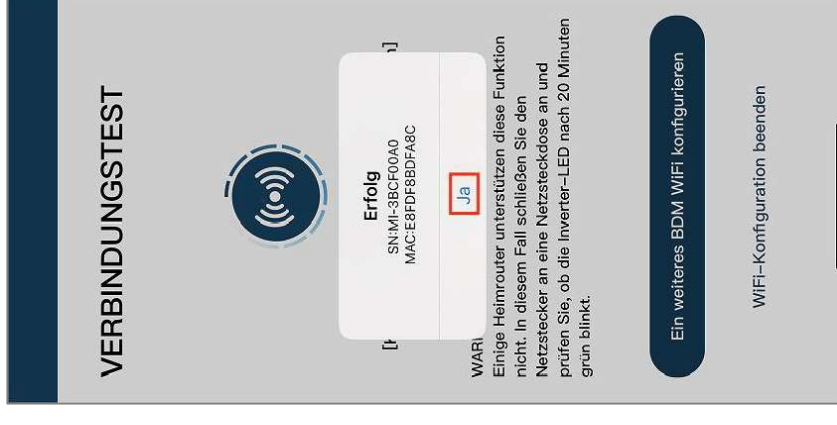 VERBINDUNGSTEST
Erfolg
SN:MI-3BCF00A0
MAC:E8FDF8BDFA8C
Ja
WAR
Einige Heimrouter unterstützen diese Funktion
nicht. In diesem Fall schließen Sie den
Netzstecker an eine Netzsteckdose an und
prüfen Sie, ob die Inverter-LED nach 20 Minuten
grün blinkt.
Ein weiteres BDM WiFi konfigurieren
WiFi-Konfiguration beenden